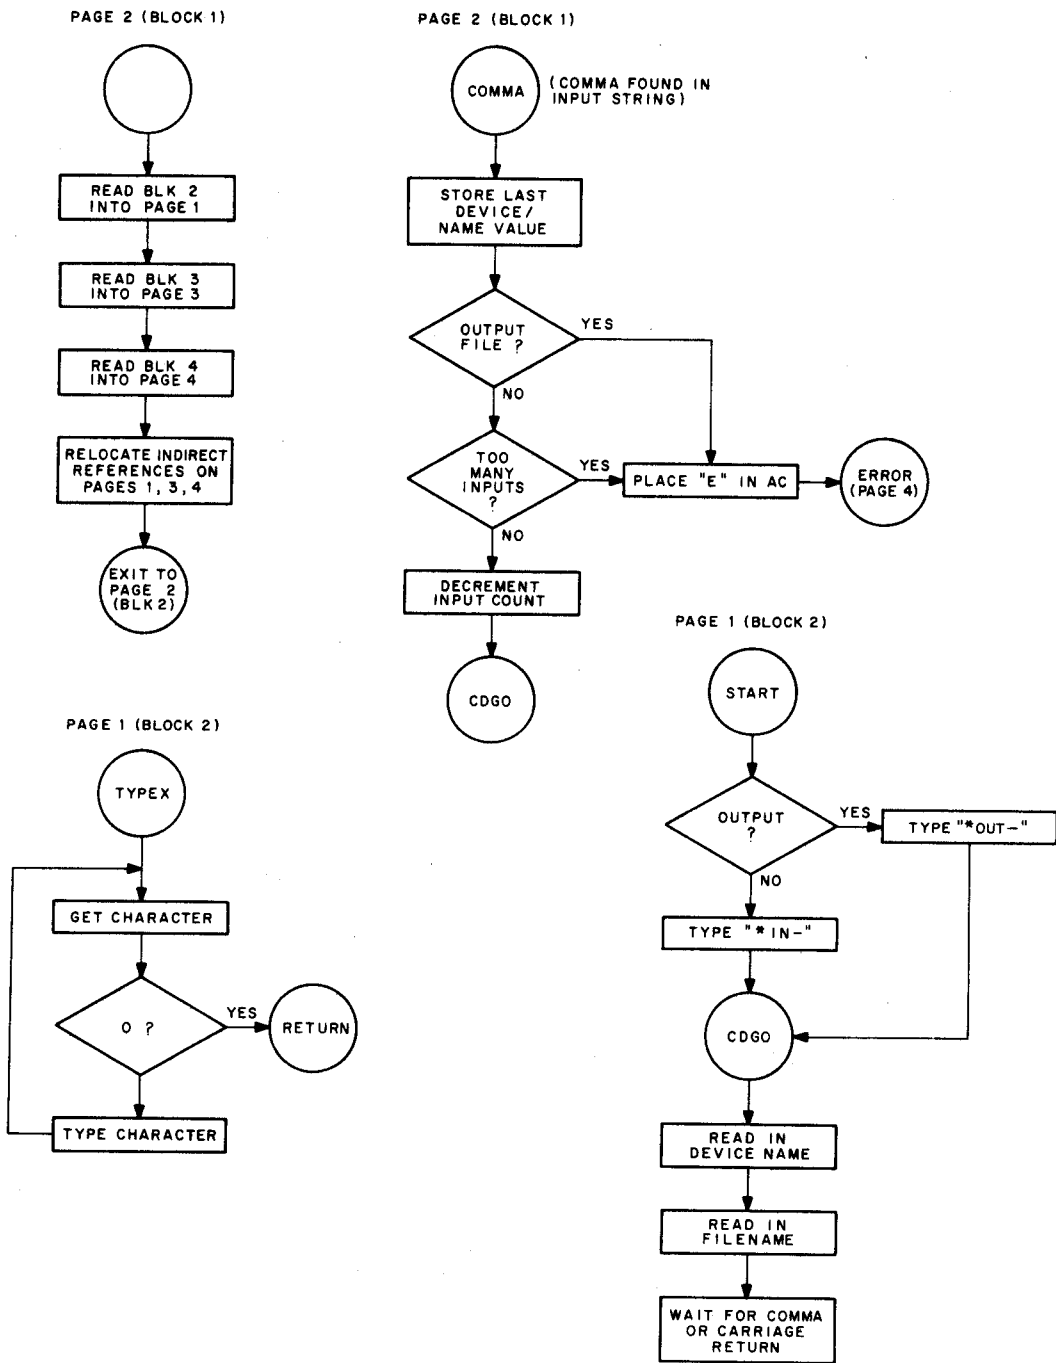 PAGE 2 (BLOCK 1)
READ BLK 2
INTO PAGE 1
READ BLK 3
INTO PAGE 3
READ BLK 4
INTO PAGE 4
RELOCATE INDIRECT
REFERENCES ON
PAGES 1, 3, 4
EXIT TO
PAGE 2
(BLK 2)
PAGE 2 (BLOCK 1)
COMMA
(COMMA FOUND IN
INPUT STRING)
STORE LAST
DEVICE/
NAME VALUE
OUTPUT
FILE ?
YES
NO
TOO
MANY
INPUTS
?
YES
PLACE "E" IN AC
ERROR
(PAGE 4)
NO
DECREMENT
INPUT COUNT
CDGO
PAGE 1 (BLOCK 2)
TYPEX
GET CHARACTER
O ?
YES
RETURN
TYPE CHARACTER
PAGE 1 (BLOCK 2)
START
OUTPUT
?
YES
TYPE "*OUT-"
NO
TYPE "* IN-"
CDGO
READ IN
DEVICE NAME
READ IN
FILENAME
WAIT FOR COMMA
OR CARRIAGE
RETURN